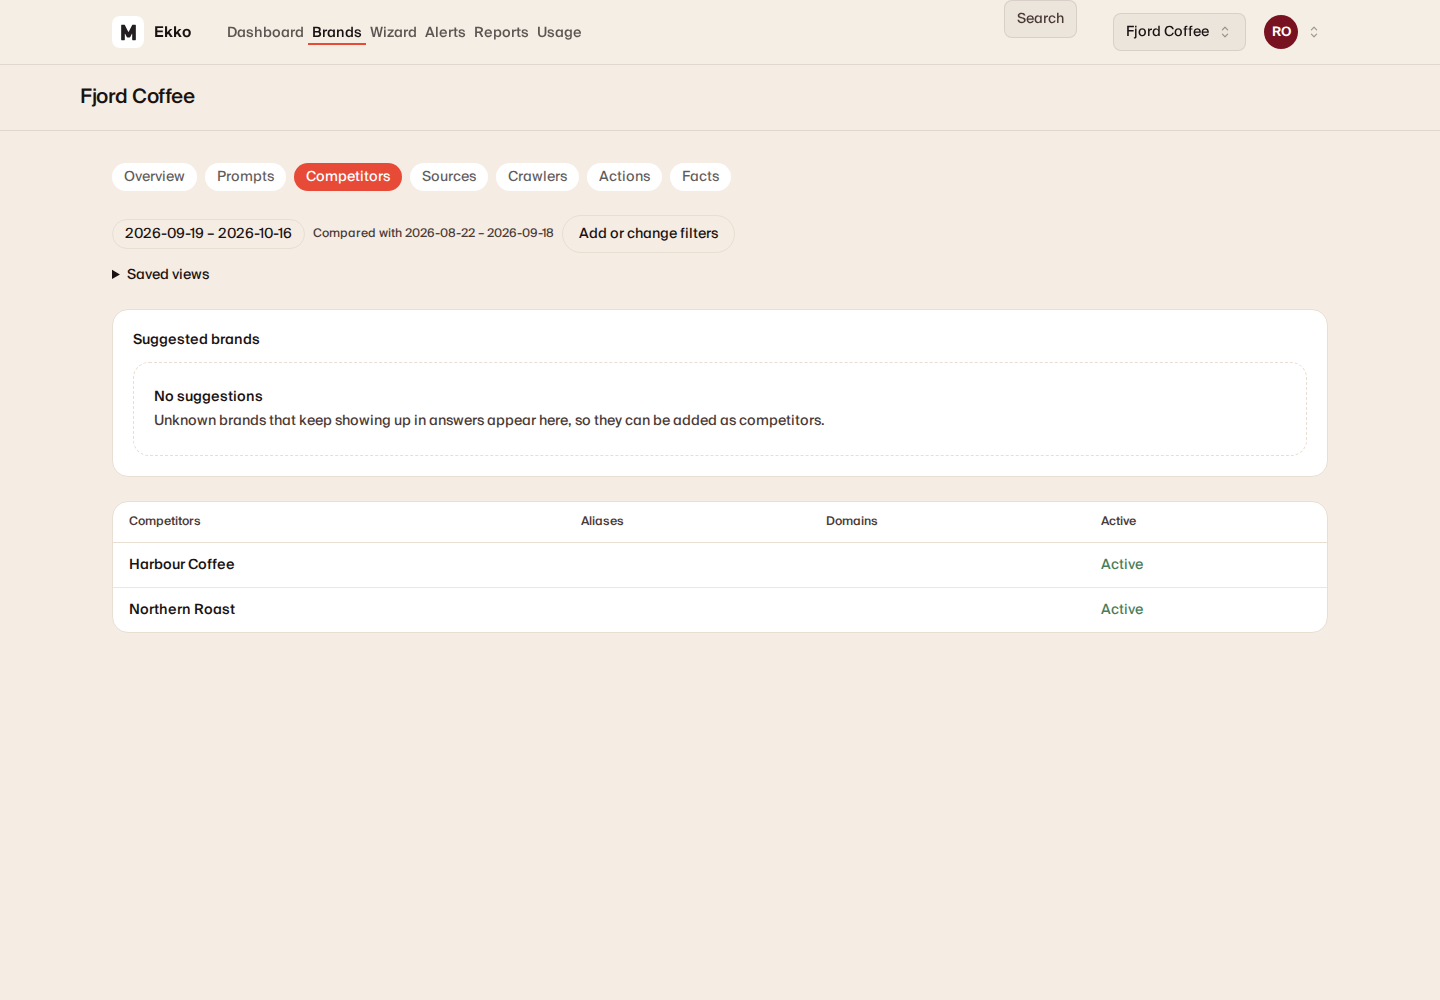 M Ekko Dashboard Brands Wizard Alerts Reports Usage Search Fjord Coffee RO
Fjord Coffee
Overview Prompts Competitors Sources Crawlers Actions Facts
2026-09-19 – 2026-10-16 Compared with 2026-08-22 – 2026-09-18 Add or change filters
Saved views
Suggested brands
No suggestions
Unknown brands that keep showing up in answers appear here, so they can be added as competitors.
Competitors Aliases Domains Active
Harbour Coffee Active
Northern Roast Active